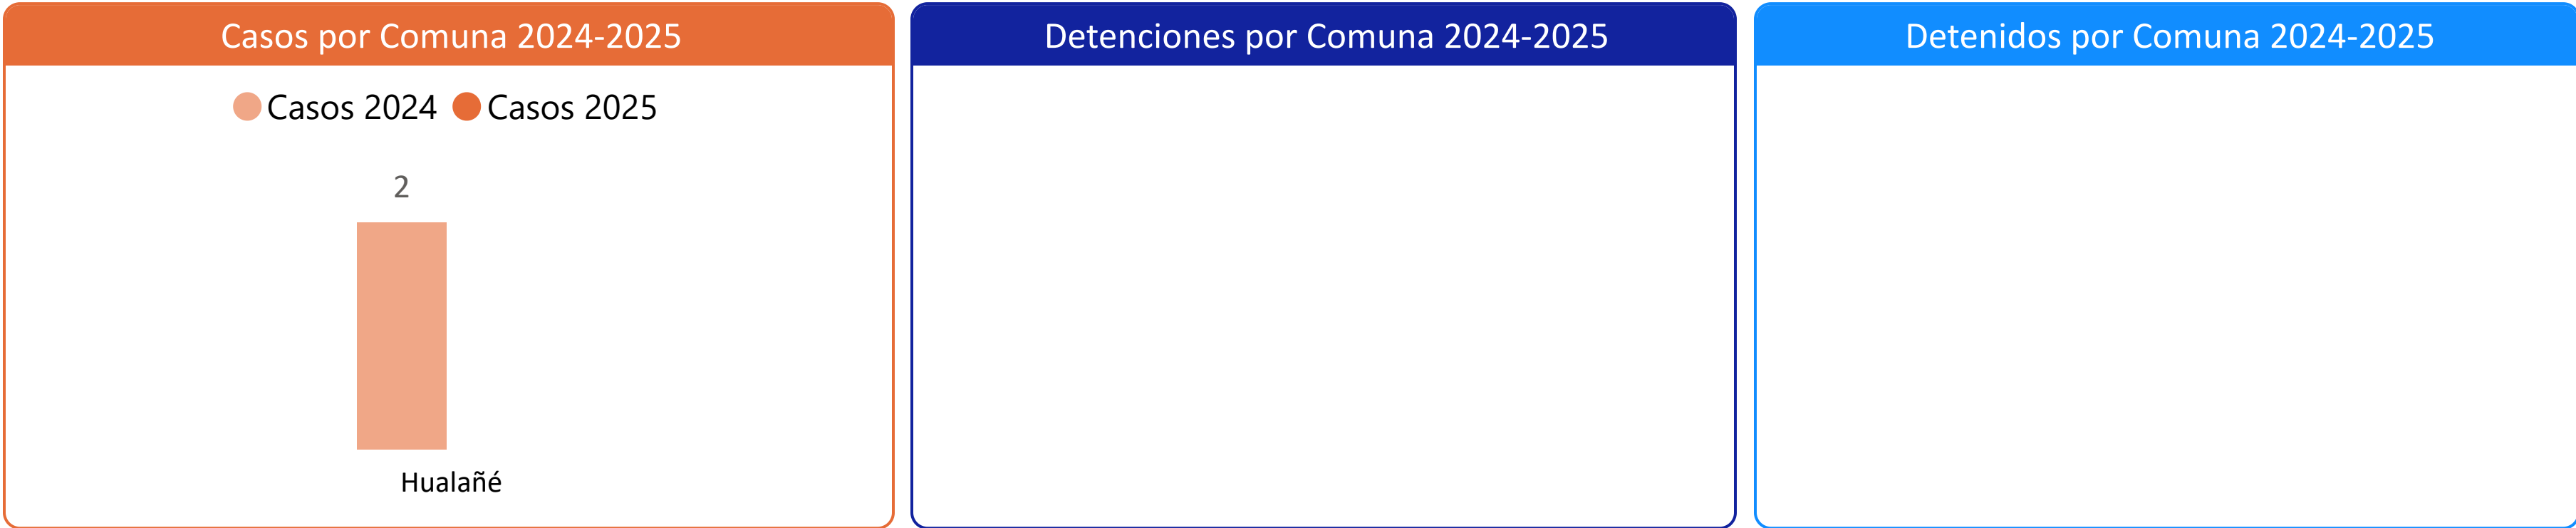 Casos por Comuna 2024-2025
Casos 2024 Casos 2025
2
Hualañé
Detenciones por Comuna 2024-2025
Detenidos por Comuna 2024-2025